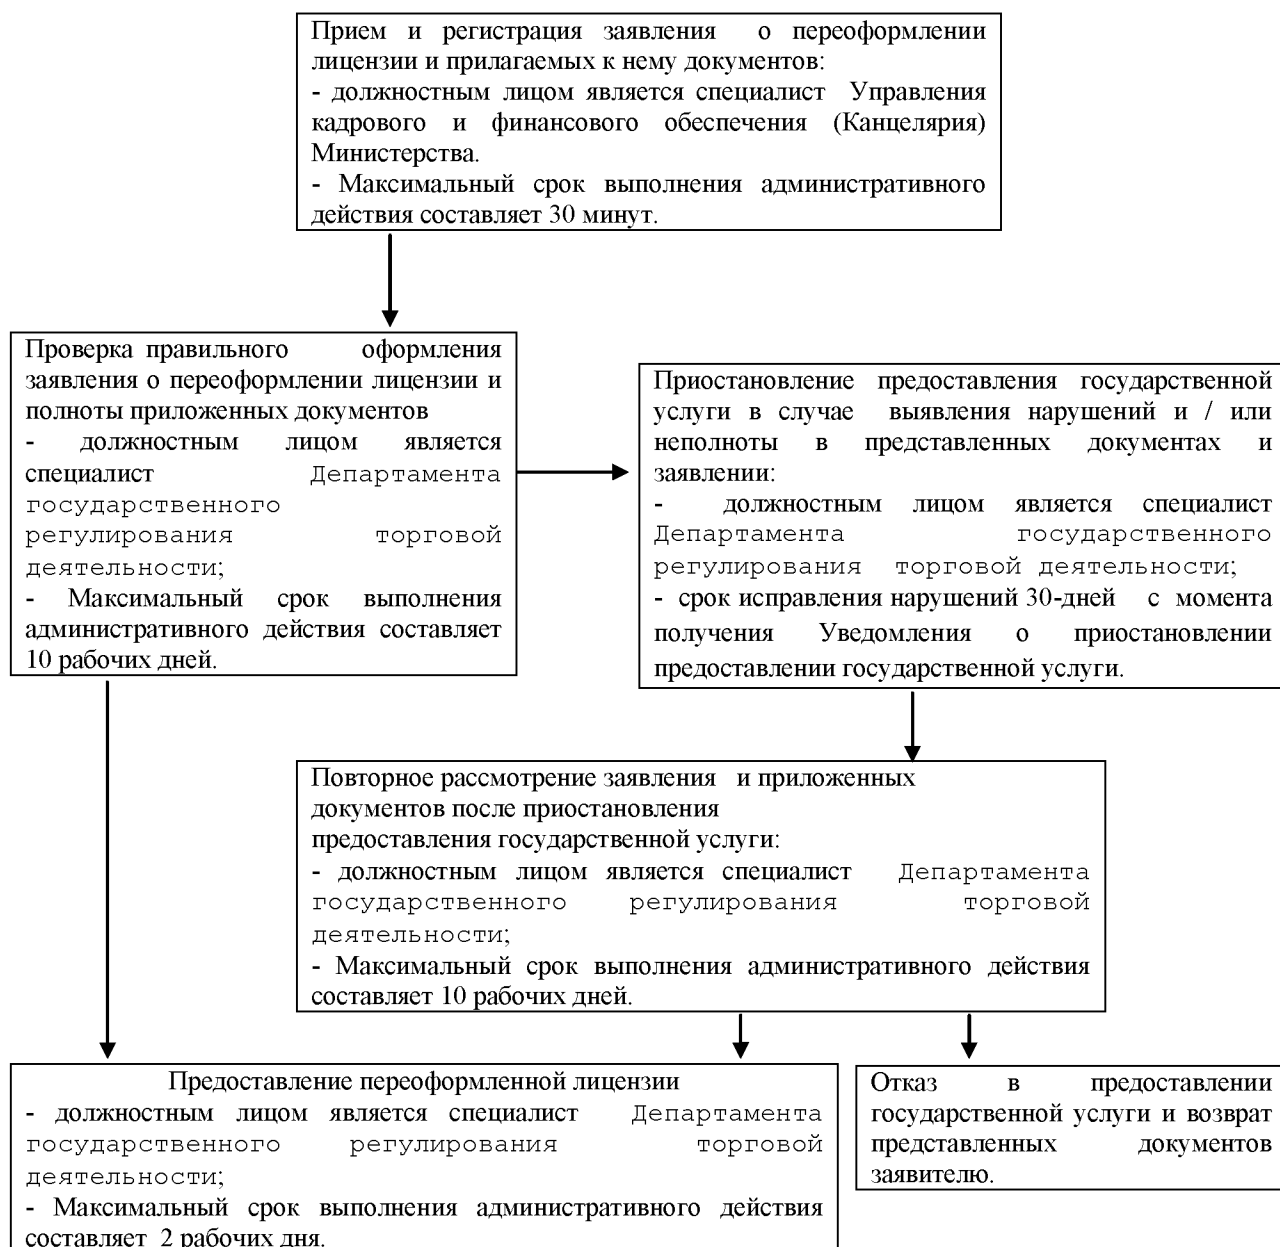 Прием и регистрация заявления о переоформлении
лицензии и прилагаемых к нему документов:
- должностным лицом является специалист Управления
кадрового и финансового обеспечения (Канцелярия)
Министерства.
- Максимальный срок выполнения административного
действия составляет 30 минут.
Проверка правильного оформления
заявления о переоформлении лицензии и
полноты приложенных документов
- должностным лицом является
специалист Департамента
государственного
регулирования торговой
деятельности;
- Максимальный срок выполнения
административного действия составляет
10 рабочих дней.
Приостановление предоставления государственной
услуги в случае выявления нарушений и / или
неполноты в представленных документах и
заявлении:
- должностным лицом является специалист
Департамента государственного
регулирования торговой деятельности;
- срок исправления нарушений 30-дней с момента
получения Уведомления о приостановлении
предоставлении государственной услуги.
Повторное рассмотрение заявления и приложенных
документов после приостановления
предоставления государственной услуги:
- должностным лицом является специалист Департамента
государственного регулирования торговой
деятельности;
- Максимальный срок выполнения административного действия
составляет 10 рабочих дней.
Предоставление переоформленной лицензии
- должностным лицом является специалист Департамента
государственного регулирования торговой
деятельности;
- Максимальный срок выполнения административного действия
составляет 2 рабочих дня.
Отказ в предоставлении
государственной услуги и возврат
представленных документов
заявителю.